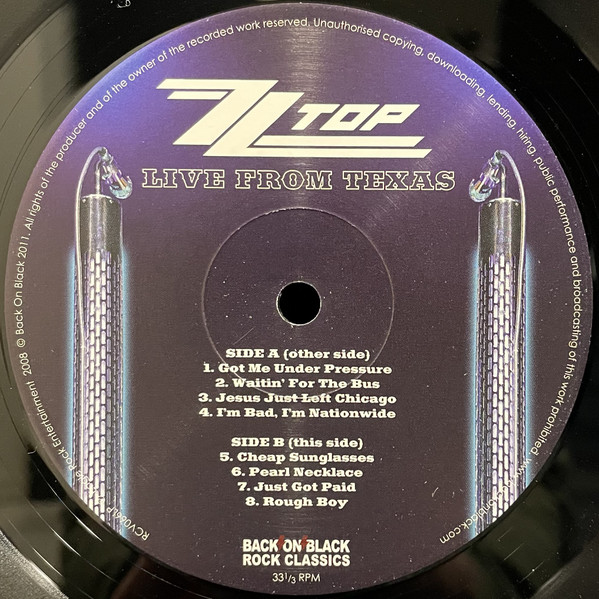 All rights of the producer and of the owner of the recorded work reserved. Unauthorised copying, downloading, lending, hiring, public performance and broadcasting of this work prohibited.
ZZ TOP
LIVE FROM TEXAS
SIDE A (other side)
1. Got Me Under Pressure
2. Waitin' For The Bus
3. Jesus Just Left Chicago
4. I'm Bad, I'm Nationwide
SIDE B (this side)
5. Cheap Sunglasses
6. Pearl Necklace
7. Just Got Paid
8. Rough Boy
BACK ON BLACK
ROCK CLASSICS
33 1/3 RPM
Rock Entertainment 2008 © Back On Black 2011.